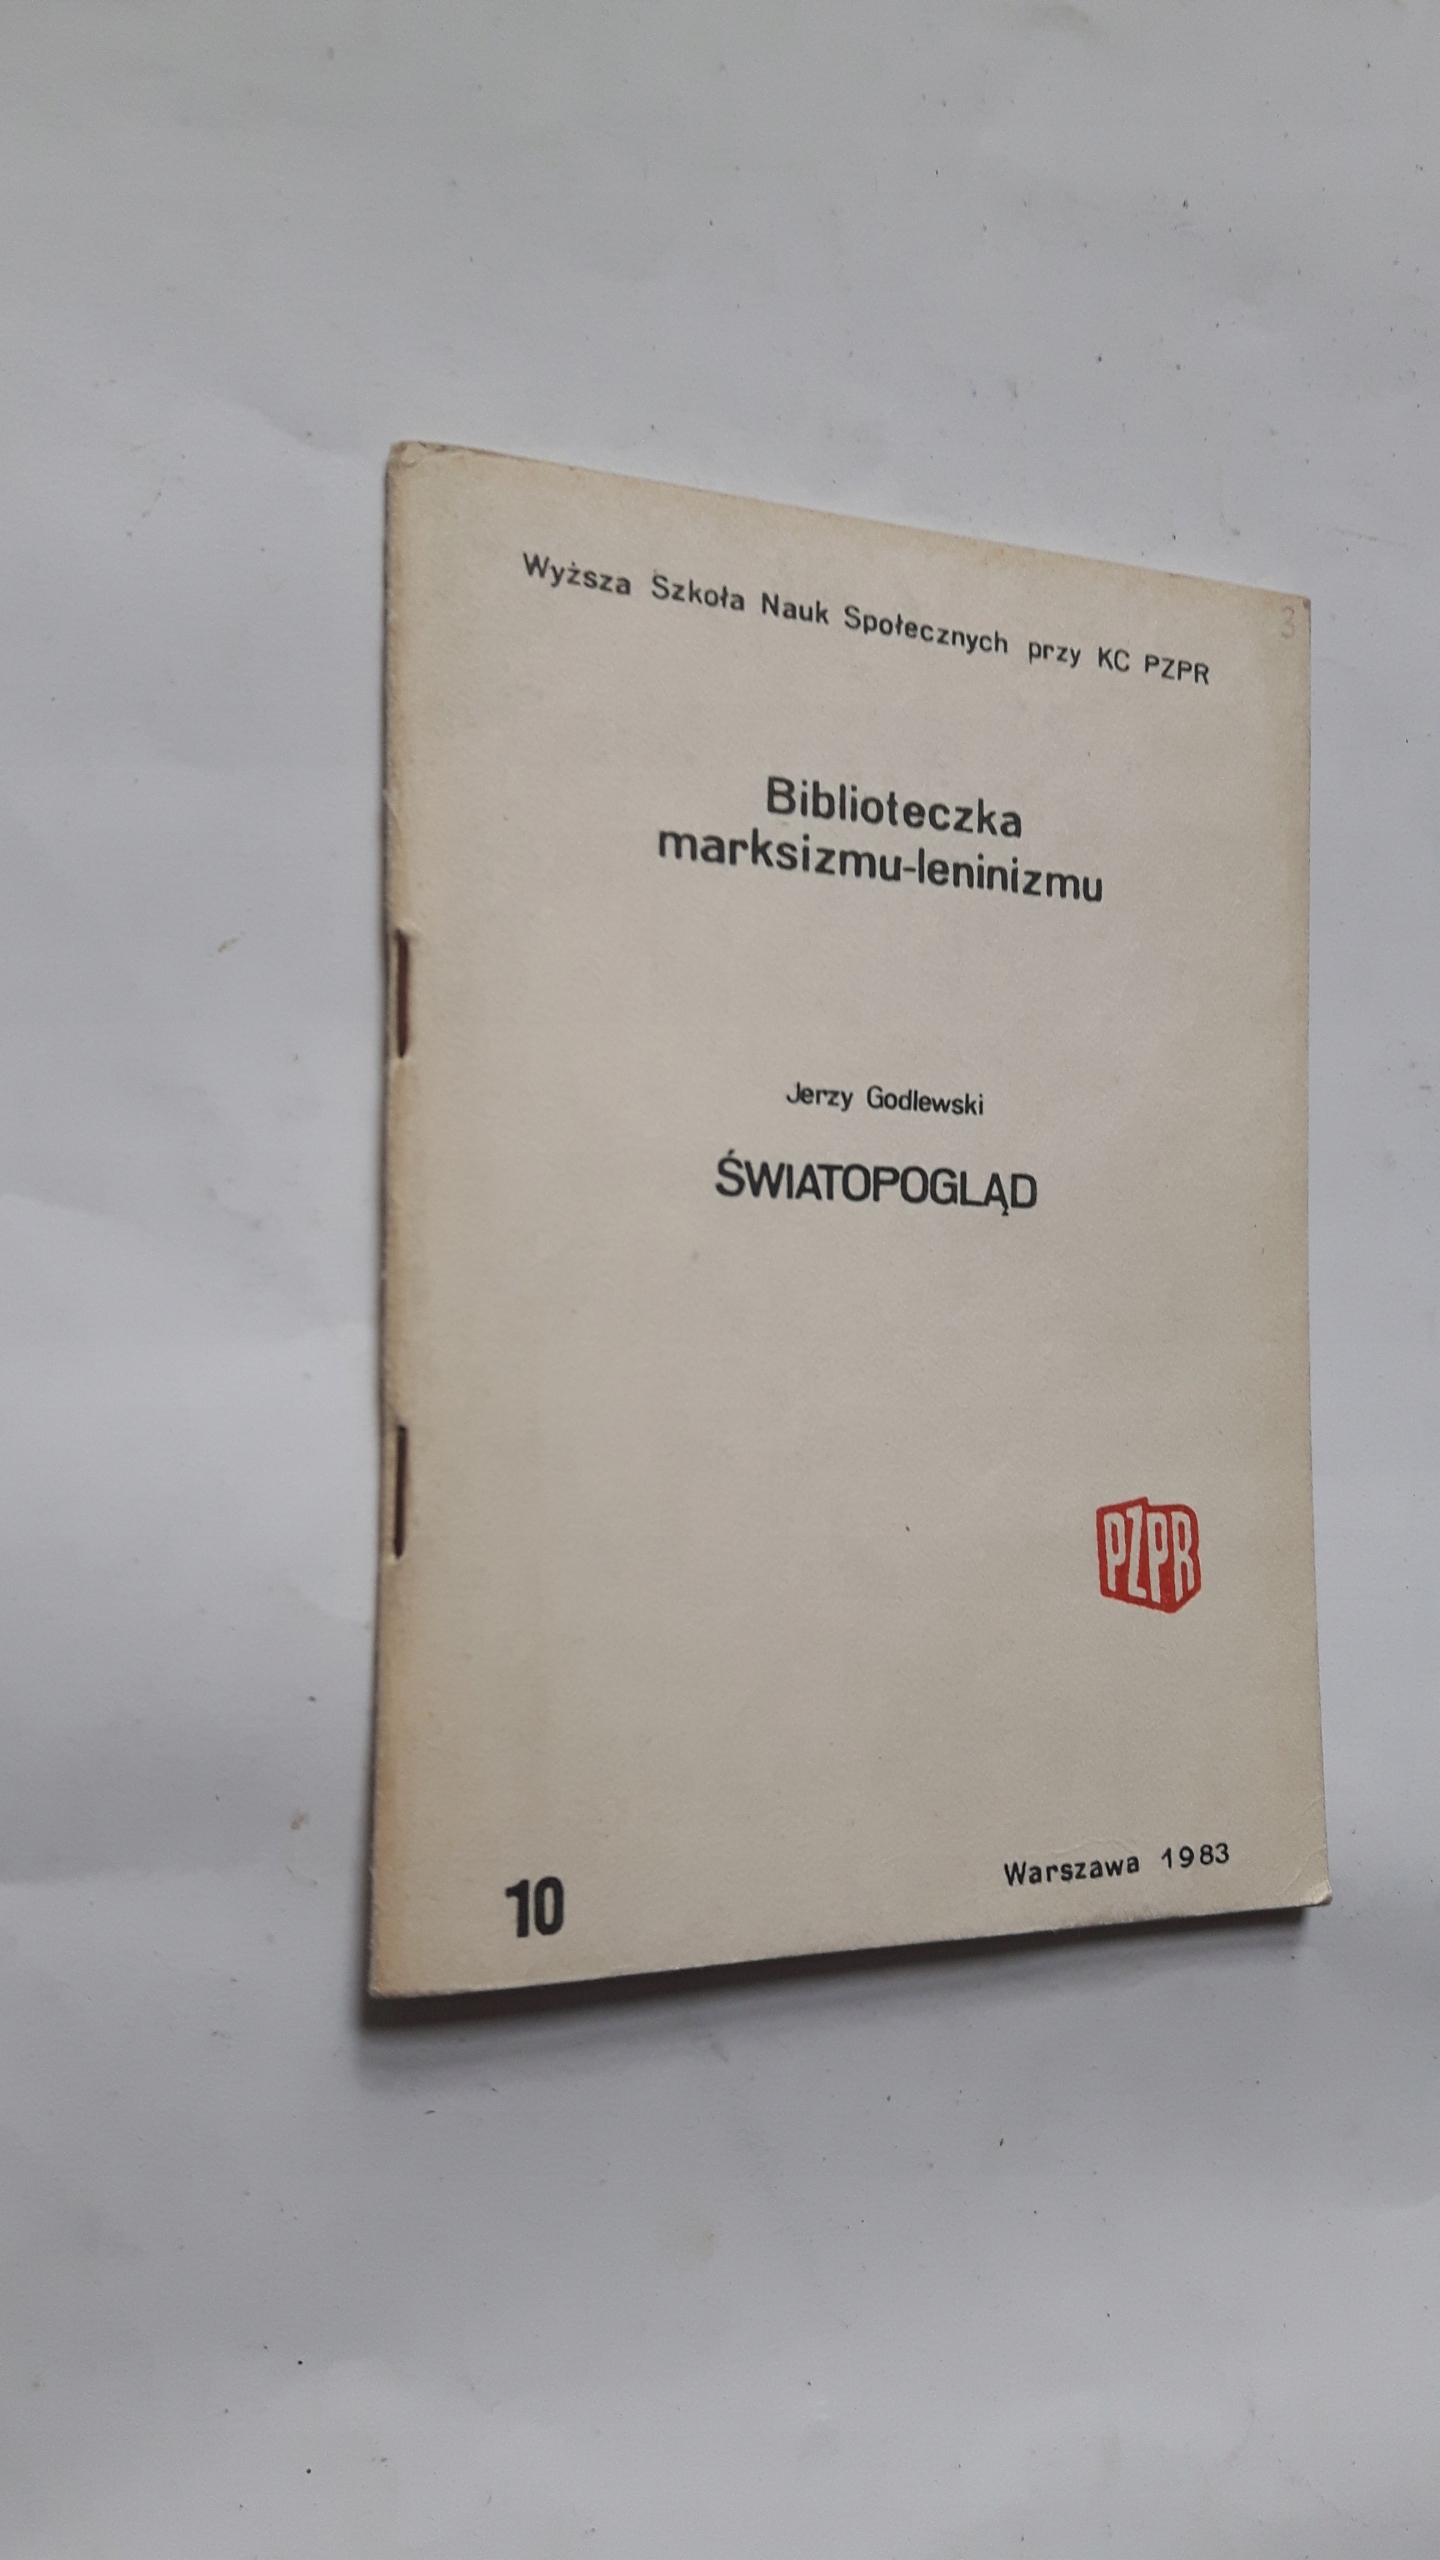 Wyższa Szkoła Nauk Społecznych przy KC PZPR
3
Biblioteczka
marksizmu-leninizmu
Jerzy Godlewski
ŚWIATOPOGLĄD
PZPR
Warszawa 1983
10